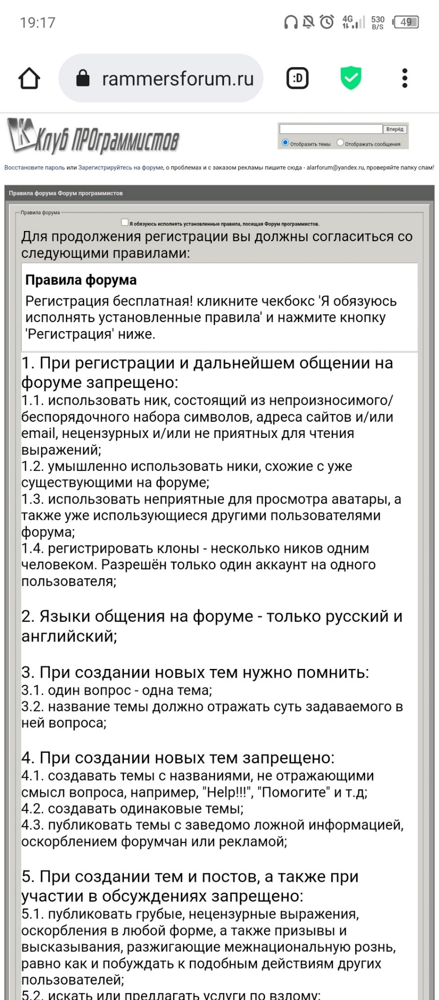 19:17
4G
530
B/S
49
rammersforum.ru
:D
Клуб ПРОграммистов
Вперёд
Отобразить темы Отображать сообщения
Восстановите пароль или Зарегистрируйтесь на форуме, о проблемах и с заказом рекламы пишите сюда - alarforum@yandex.ru, проверяйте папку спам!
Правила форума Форум программистов
Правила форума
Я обязуюсь исполнять установленные правила, посещая Форум программистов.
Для продолжения регистрации вы должны согласиться со
следующими правилами:
Правила форума
Регистрация бесплатная! кликните чекбокс 'Я обязуюсь
исполнять установленные правила' и нажмите кнопку
'Регистрация' ниже.
1. При регистрации и дальнейшем общении на
форуме запрещено:
1.1. использовать ник, состоящий из непроизносимого/
беспорядочного набора символов, адреса сайтов и/или
email, нецензурных и/или не приятных для чтения
выражений;
1.2. умышленно использовать ники, схожие с уже
существующими на форуме;
1.3. использовать неприятные для просмотра аватары, а
также уже использующиеся другими пользователями
форума;
1.4. регистрировать клоны - несколько ников одним
человеком. Разрешён только один аккаунт на одного
пользователя;
2. Языки общения на форуме - только русский и
английский;
3. При создании новых тем нужно помнить:
3.1. один вопрос - одна тема;
3.2. название темы должно отражать суть задаваемого в
ней вопроса;
4. При создании новых тем запрещено:
4.1. создавать темы с названиями, не отражающими
смысл вопроса, например, "Help!!!", "Помогите" и т.д;
4.2. создавать одинаковые темы;
4.3. публиковать темы с заведомо ложной информацией,
оскорблением форумчан или рекламой;
5. При создании тем и постов, а также при
участии в обсуждениях запрещено:
5.1. публиковать грубые, нецензурные выражения,
оскорбления в любой форме, а также призывы и
высказывания, разжигающие межнациональную рознь,
равно как и побуждать к подобным действиям других
пользователей;
5.2. искать или предлагать услуги по взлому;